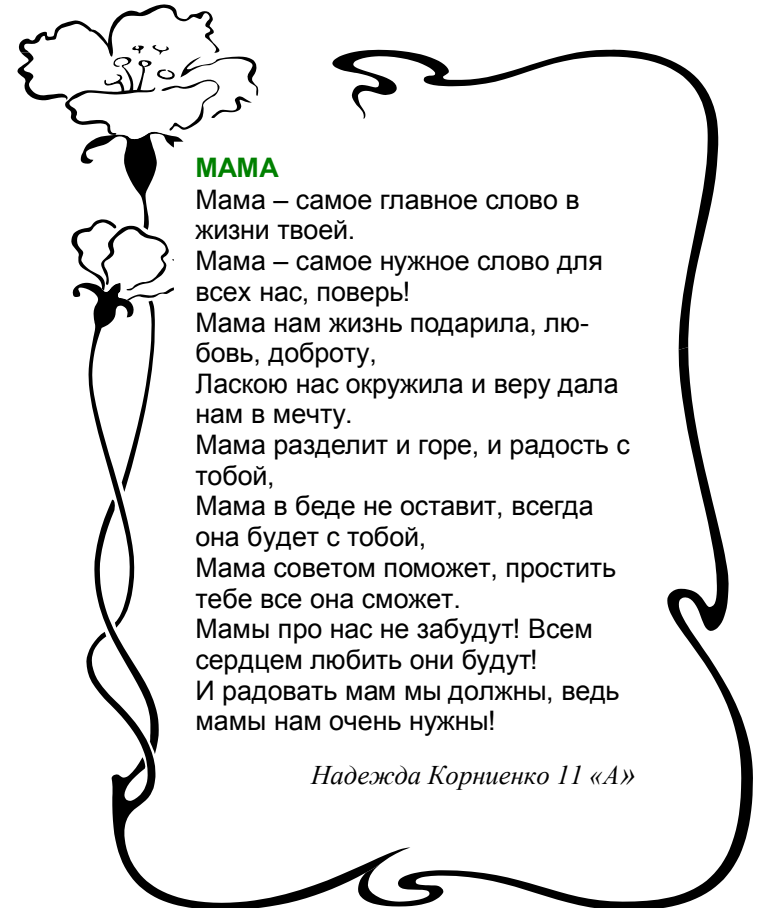 МАМА
Мама – самое главное слово в
жизни твоей.
Мама – самое нужное слово для
всех нас, поверь!
Мама нам жизнь подарила, лю-
бовь, доброту,
Ласкою нас окружила и веру дала
нам в мечту.
Мама разделит и горе, и радость с
тобой,
Мама в беде не оставит, всегда
она будет с тобой,
Мама советом поможет, простить
тебе все она сможет.
Мамы про нас не забудут! Всем
сердцем любить они будут!
И радовать мам мы должны, ведь
мамы нам очень нужны!
Надежда Корниенко 11 «А»